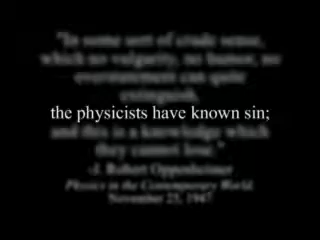 "In some sort of crude sense,
which no vulgarity, no humor, no
overstatement can quite
extinguish,
the physicists have known sin;
and this is a knowledge which
they cannot lose."
-J. Robert Oppenheimer
Physics in the Contemporary World,
November 25, 1947